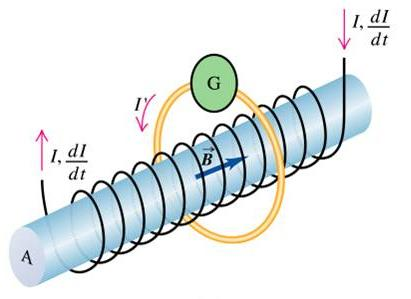 I, dI/dt
G
I'
I, dI/dt
B⃗
A